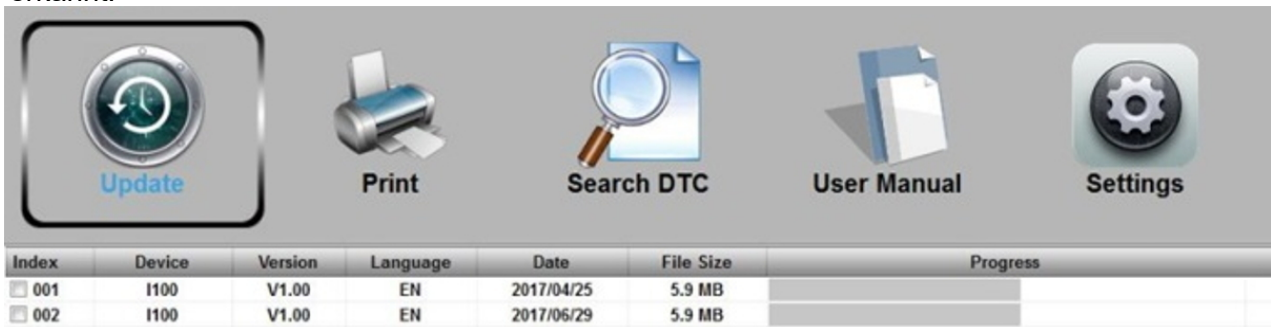 Update Print Search DTC User Manual Settings
Index Device Version Language Date File Size Progress
001 I100 V1.00 EN 2017/04/25 5.9 MB
002 I100 V1.00 EN 2017/06/29 5.9 MB